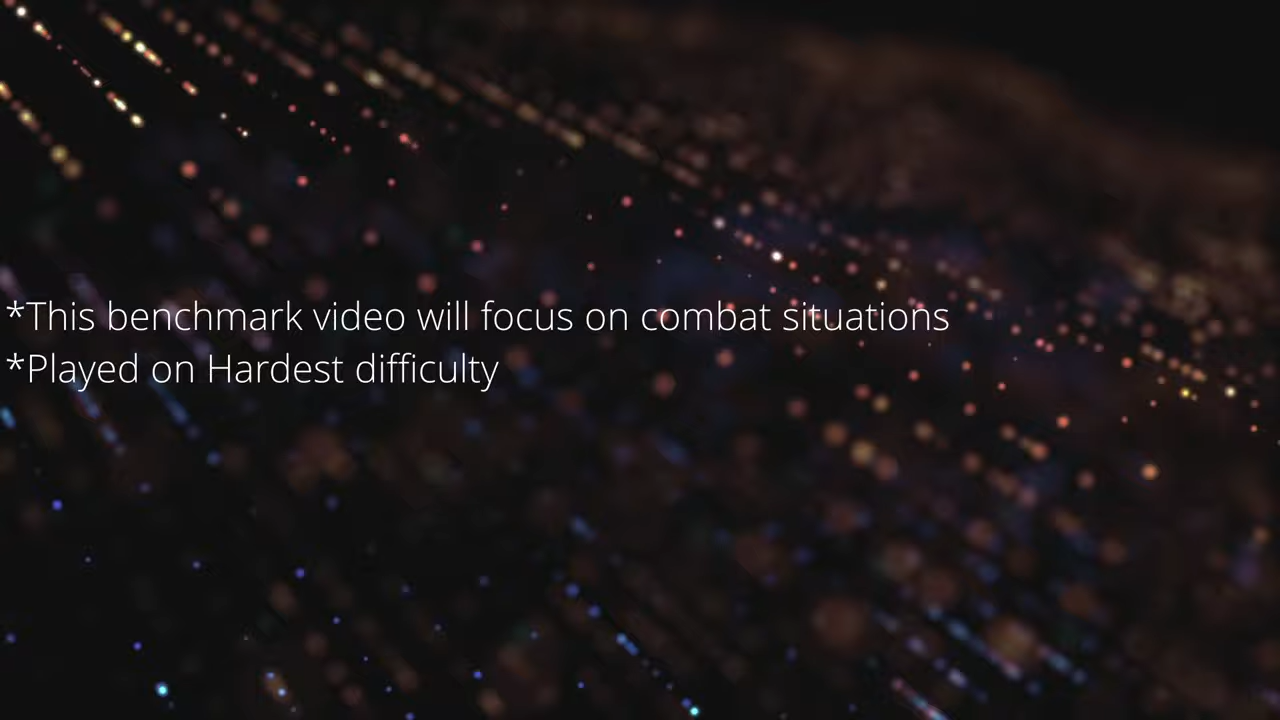 *This benchmark video will focus on combat situations
*Played on Hardest difficulty